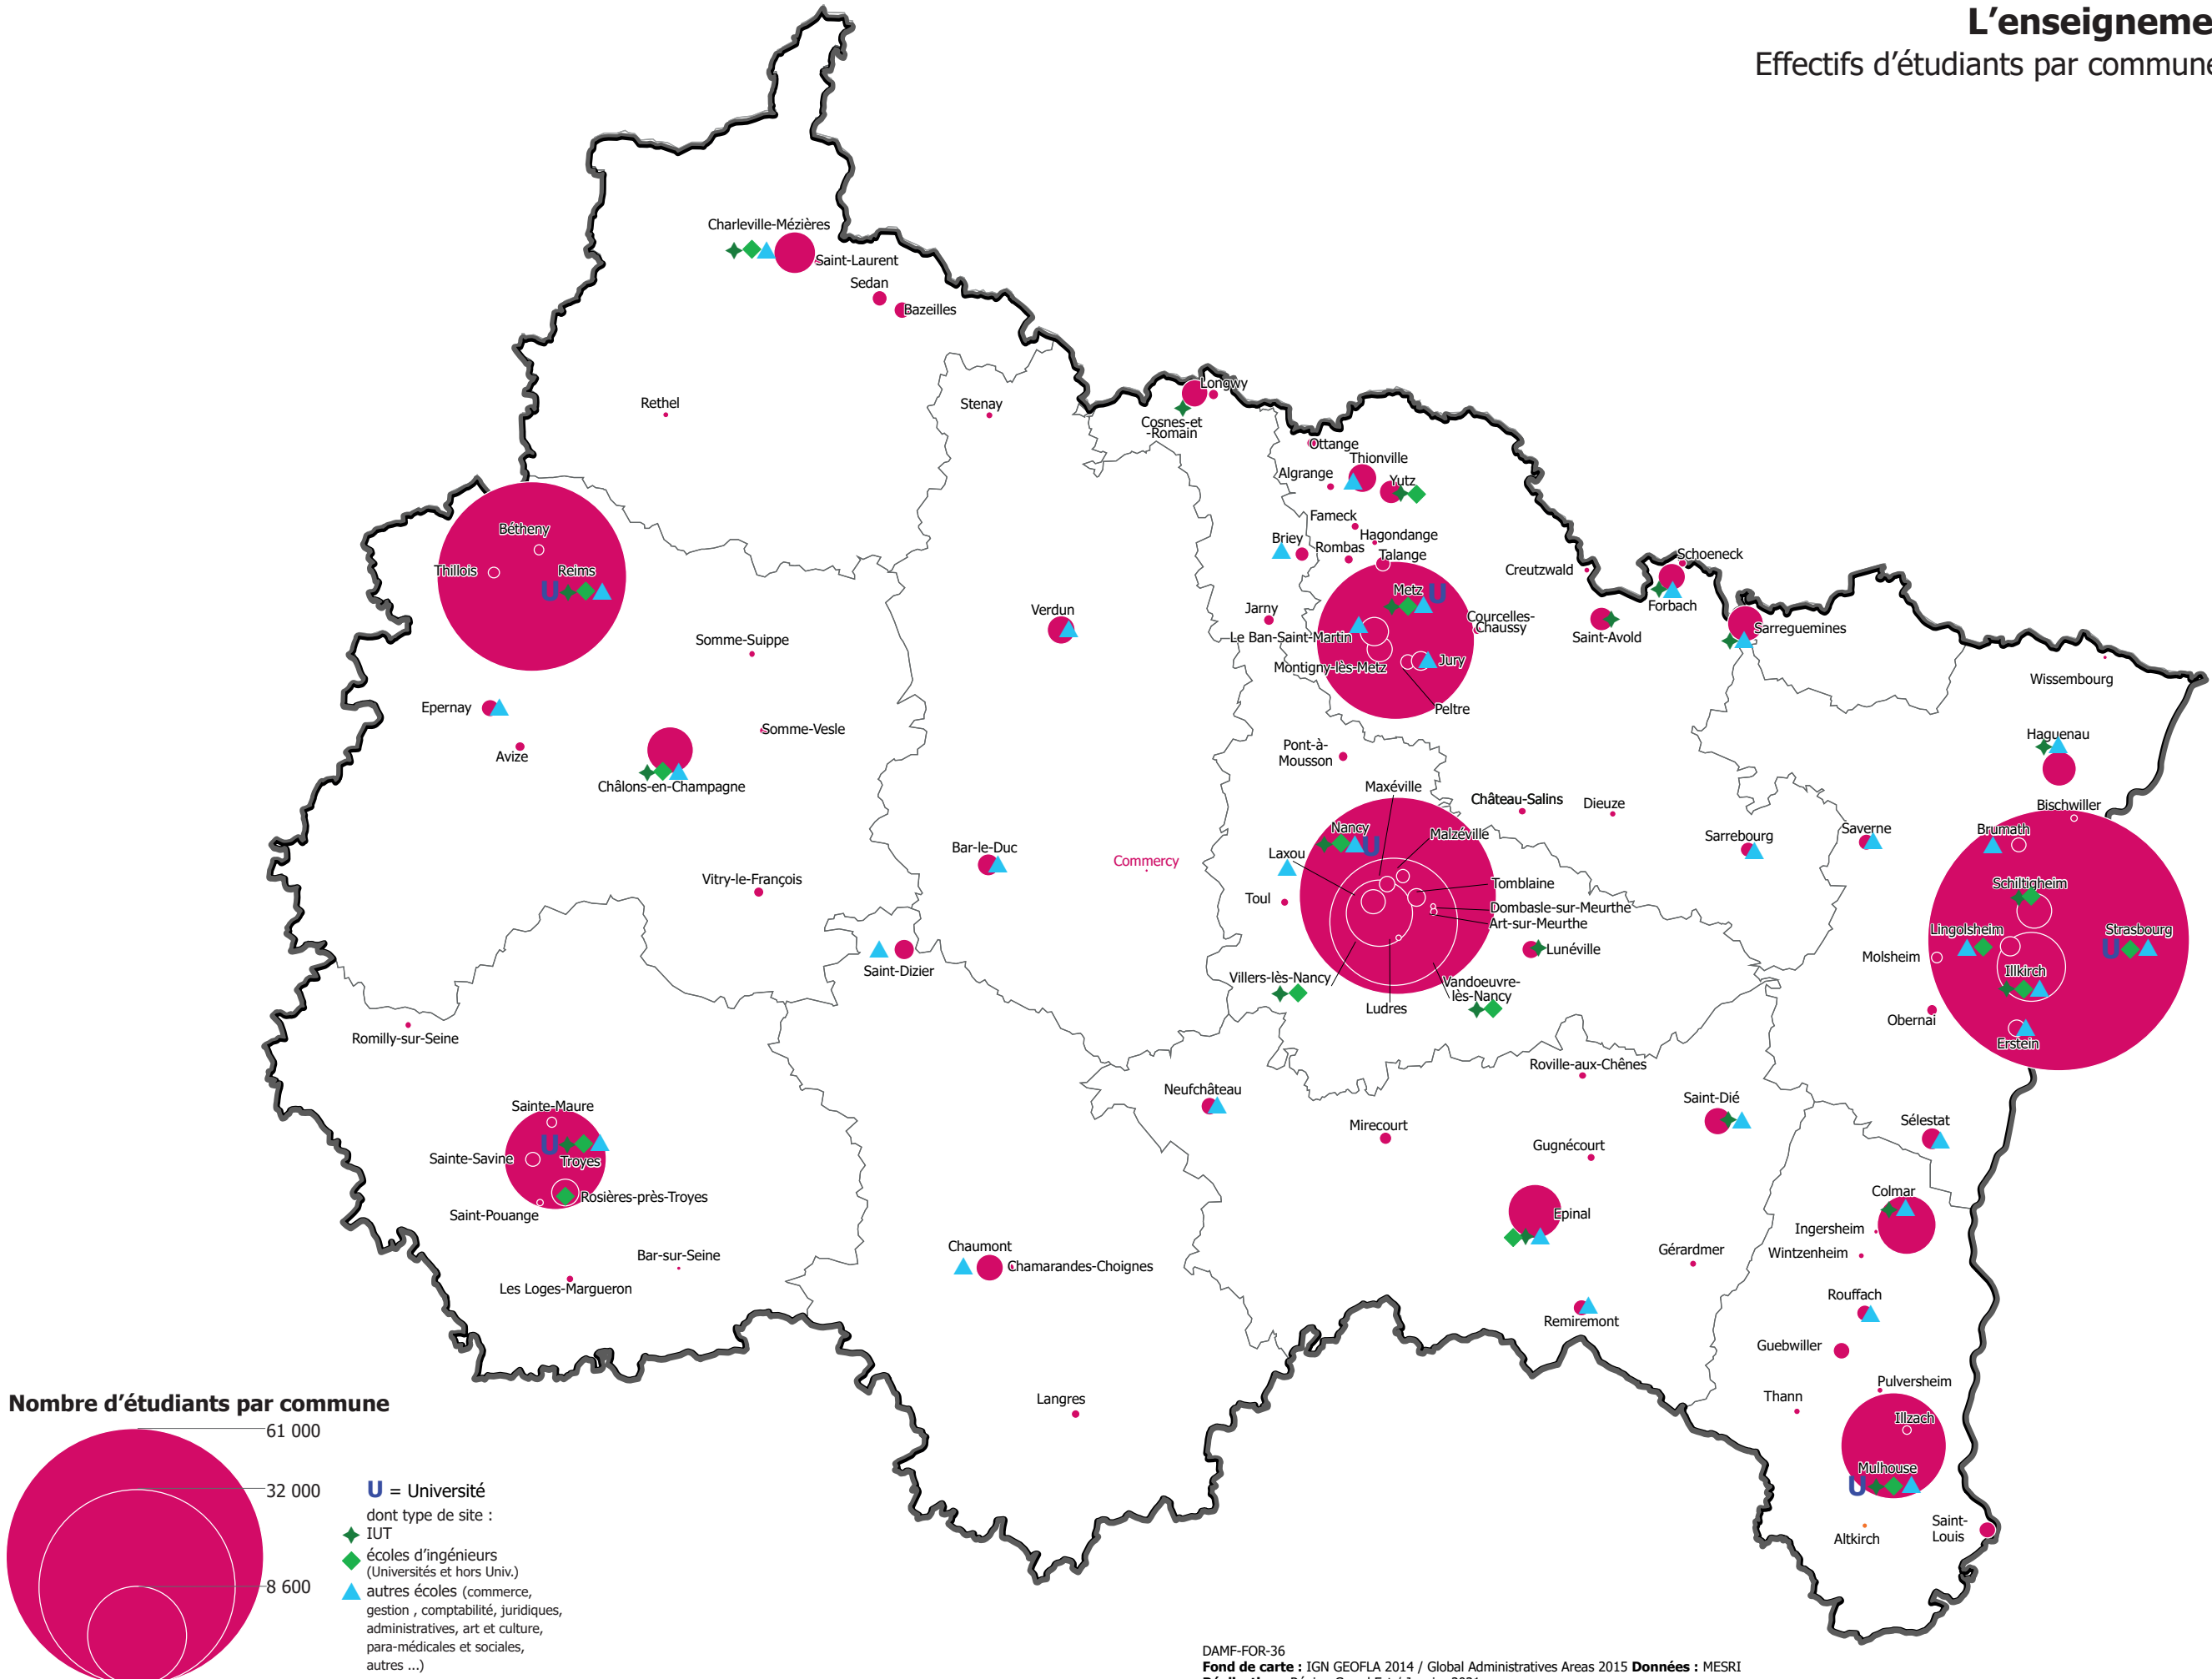 L'enseigneme
Effectifs d'étudiants par commune
Charleville-Mézières
Saint-Laurent
Sedan
Bazeilles
Rethel
Stenay
Longwy
Cosnes-et
-Romain
Ottange
Thionville
Algrange
Yutz
Fameck
Hagondange
Briey
Rombas
Talange
Creutzwald
Schoeneck
Forbach
Bétheny
Thillois
Reims
U
Metz
U
Verdun
Jarny
Courcelles-
Chaussy
Le Ban-Saint-Martin
Saint-Avold
Sarreguemines
Somme-Suippe
Montigny-lès-Metz
Jury
Peltre
Wissembourg
Epernay
Somme-Vesle
Avize
Haguenau
Pont-à-
Mousson
Châlons-en-Champagne
Maxéville
Château-Salins
Dieuze
Bischwiller
Nancy
U
Malzéville
Sarrebourg
Saverne
Brumath
Bar-le-Duc
Laxou
Commercy
Vitry-le-François
Tomblaine
Schiltigheim
Toul
Dombasle-sur-Meurthe
Art-sur-Meurthe
Lingolsheim
Strasbourg
U
Lunéville
Molsheim
Saint-Dizier
Illkirch
Villers-lès-Nancy
Vandoeuvre-
lès-Nancy
Ludres
Obernai
Erstein
Romilly-sur-Seine
Roville-aux-Chênes
Neufchâteau
Saint-Dié
Sainte-Maure
Mirecourt
Sélestat
U
Gugnécourt
Sainte-Savine
Troyes
Rosières-près-Troyes
Saint-Pouange
Colmar
Epinal
Ingersheim
Chaumont
Bar-sur-Seine
Gérardmer
Wintzenheim
Chamarandes-Choignes
Les Loges-Margueron
Rouffach
Remiremont
Guebwiller
Pulversheim
Langres
Thann
Illzach
Mulhouse
U
Altkirch
Saint-
Louis
Nombre d'étudiants par commune
61 000
32 000
8 600
U = Université
dont type de site :
IUT
écoles d'ingénieurs
(Universités et hors Univ.)
autres écoles (commerce,
gestion , comptabilité, juridiques,
administratives, art et culture,
para-médicales et sociales,
autres ...)
DAMF-FOR-36
Fond de carte : IGN GEOFLA 2014 / Global Administratives Areas 2015 Données : MESRI